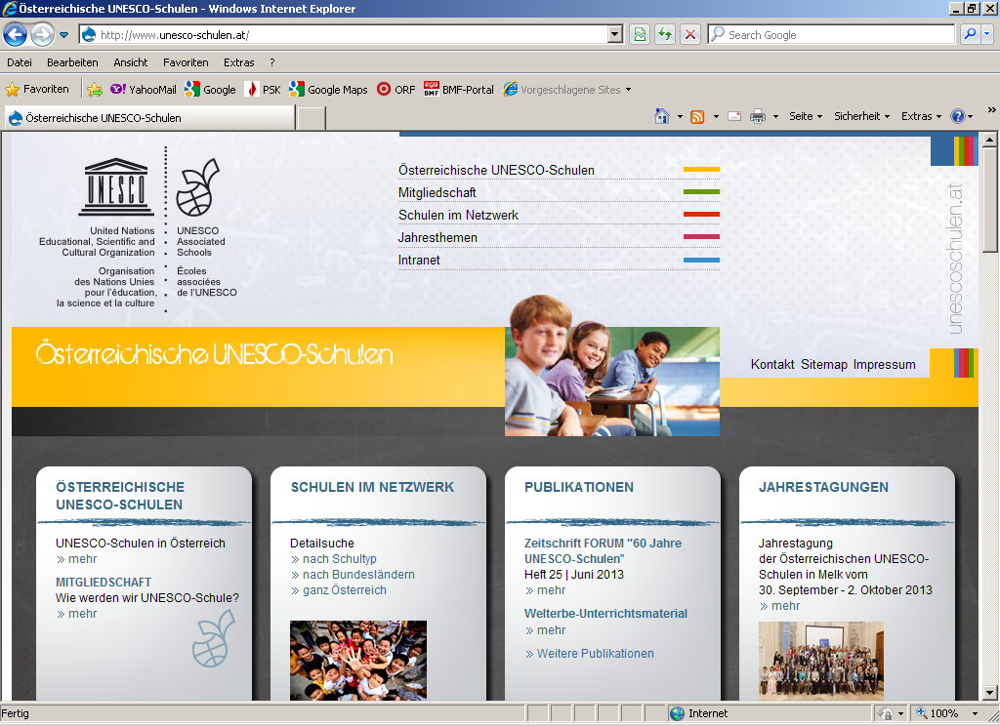 Österreichische UNESCO-Schulen - Windows Internet Explorer
http://www.unesco-schulen.at/
Search Google
Datei Bearbeiten Ansicht Favoriten Extras ?
Favoriten YahooMail Google PSK Google Maps ORF BMF BMF-Portal Vorgeschlagene Sites
Österreichische UNESCO-Schulen
Seite Sicherheit Extras
UNESCO
United Nations
Educational, Scientific and
Cultural Organization
Organisation
des Nations Unies
pour l'éducation,
la science et la culture
UNESCO
Associated
Schools
Écoles
associées
de l'UNESCO
Österreichische UNESCO-Schulen
Mitgliedschaft
Schulen im Netzwerk
Jahresthemen
Intranet
unescoschulen.at
Österreichische UNESCO-Schulen
Kontakt Sitemap Impressum
ÖSTERREICHISCHE
UNESCO-SCHULEN
UNESCO-Schulen in Österreich
» mehr
MITGLIEDSCHAFT
Wie werden wir UNESCO-Schule?
» mehr
SCHULEN IM NETZWERK
Detailsuche
» nach Schultyp
» nach Bundesländern
» ganz Österreich
PUBLIKATIONEN
Zeitschrift FORUM "60 Jahre
UNESCO-Schulen"
Heft 25 | Juni 2013
» mehr
Welterbe-Unterrichtsmaterial
» mehr
» Weitere Publikationen
JAHRESTAGUNGEN
Jahrestagung
der Österreichischen UNESCO-
Schulen in Melk vom
30. September - 2. Oktober 2013
» mehr
Fertig
Internet
100%